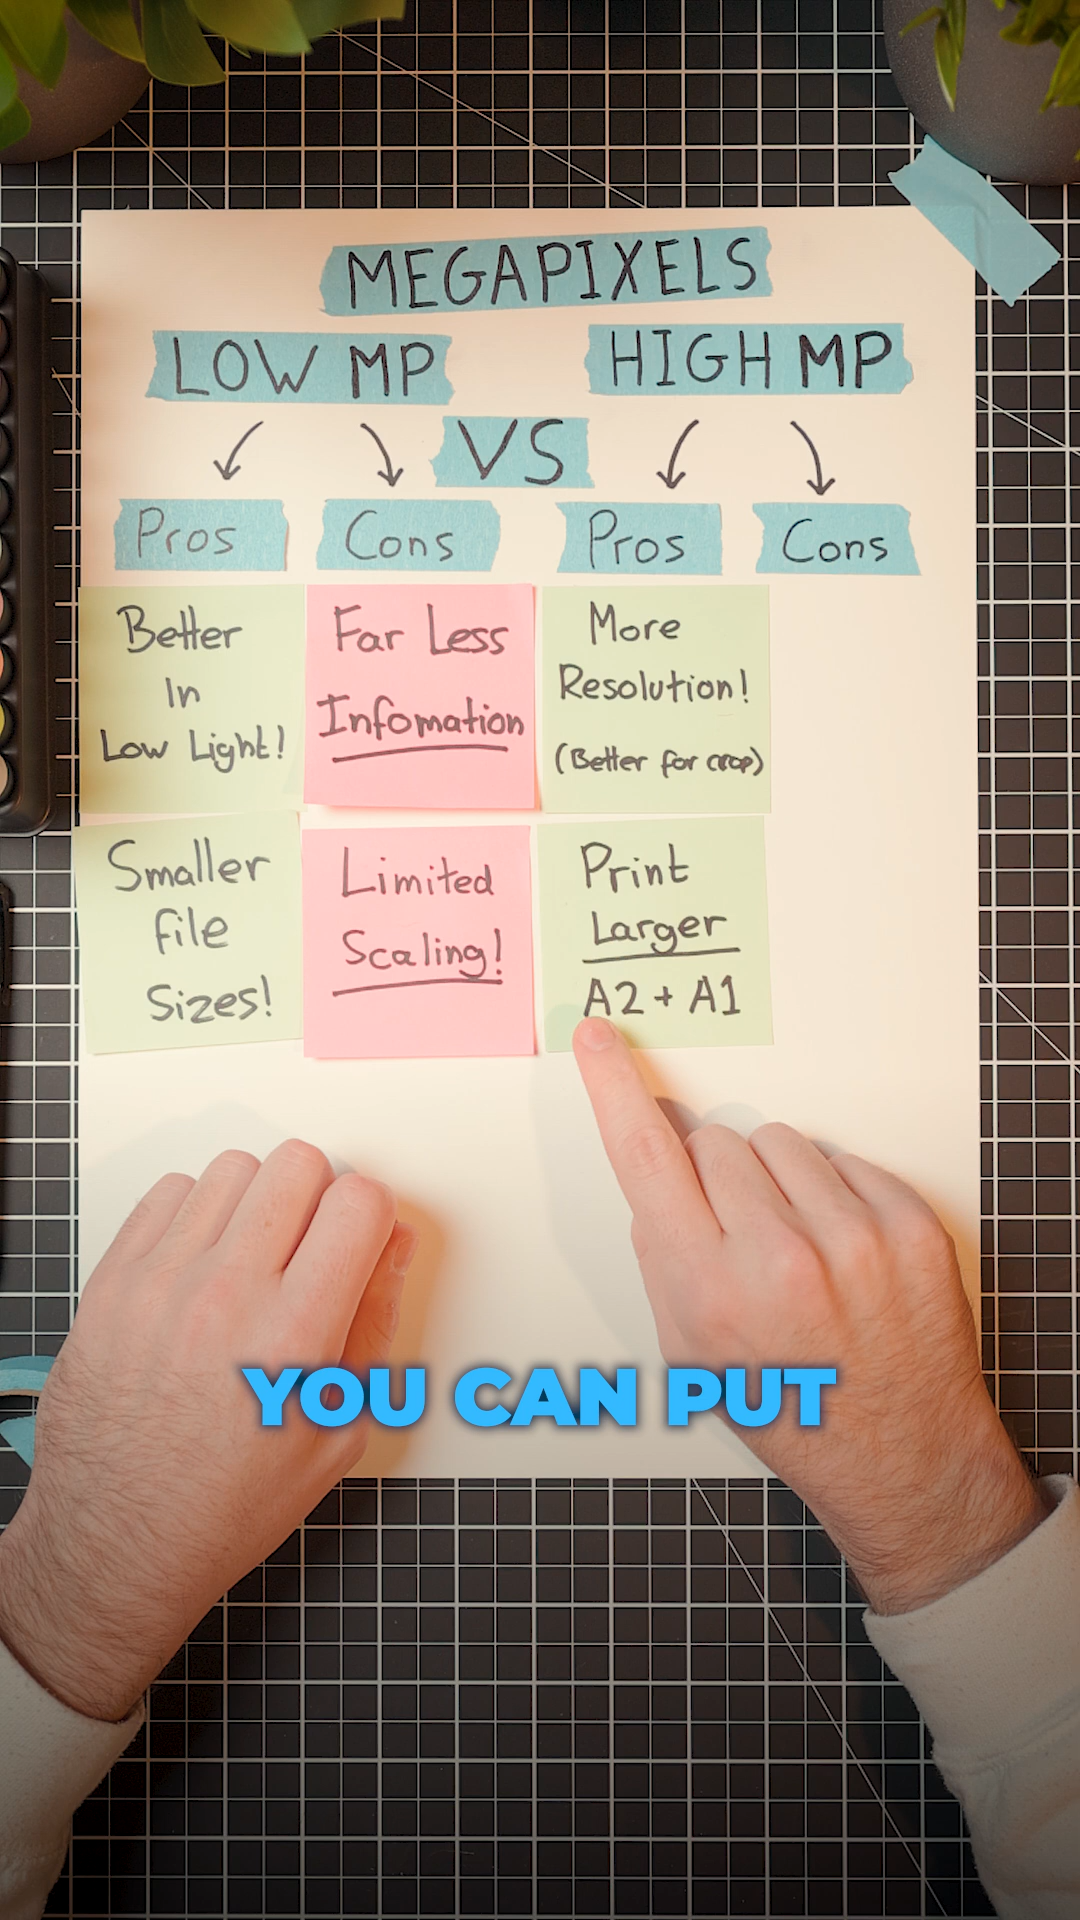 MEGAPIXELS
LOW MP
HIGH MP
VS
Pros
Cons
Pros
Cons
Better
In
Low Light!
Far Less
Infomation
More
Resolution!
(Better for crop)
Smaller
file
Sizes!
Limited
Scaling!
Print
Larger
A2 + A1
YOU CAN PUT